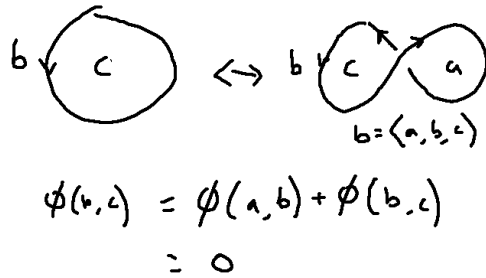 b c ↔ b c a
b = ⟨a, b, c⟩
ϕ(b, c) = ϕ(a, b) + ϕ(b, c)
= 0